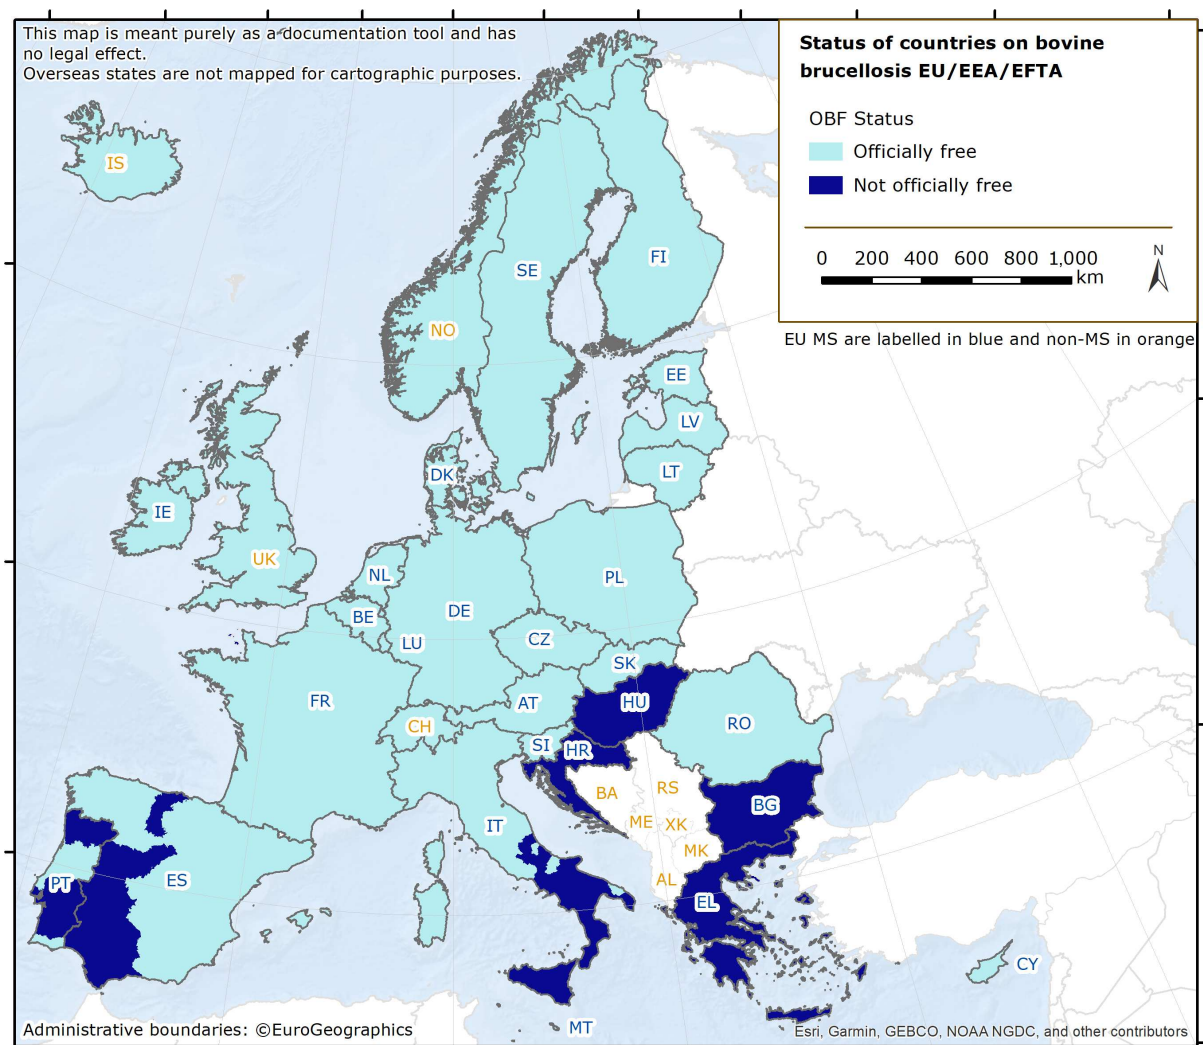 This map is meant purely as a documentation tool and has
no legal effect.
Overseas states are not mapped for cartographic purposes.
Status of countries on bovine
brucellosis EU/EEA/EFTA
OBF Status
Officially free
Not officially free
0 200 400 600 800 1,000
km
N
EU MS are labelled in blue and non-MS in orange
IS
FI
SE
NO
EE
LV
LT
DK
IE
UK
NL
PL
DE
BE
CZ
LU
SK
FR
AT
HU
CH
RO
SI
HR
BA
RS
BG
IT
ME
XK
MK
ES
PT
AL
EL
CY
MT
Administrative boundaries: ©EuroGeographics
Esri, Garmin, GEBCO, NOAA NGDC, and other contributors